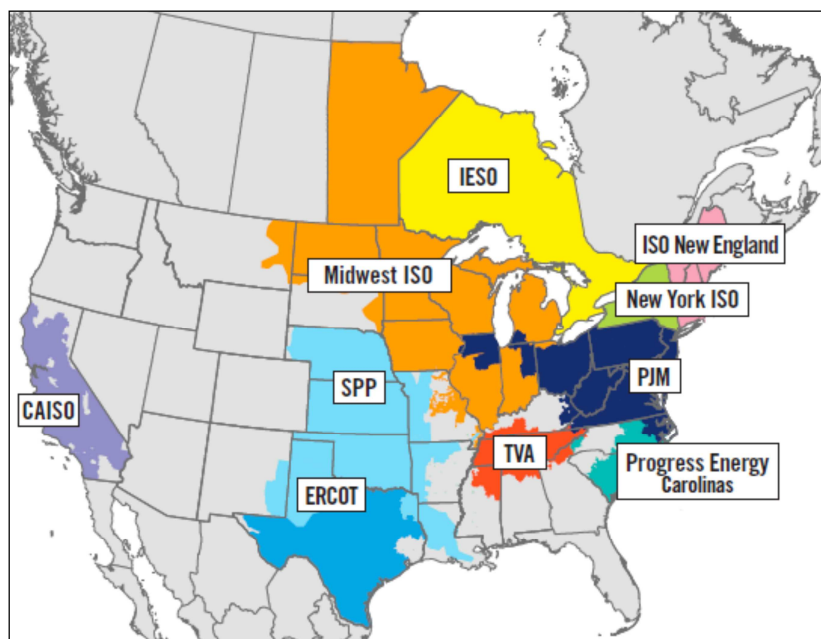 IESO
ISO New England
Midwest ISO
New York ISO
SPP
PJM
CAISO
TVA
Progress Energy
Carolinas
ERCOT